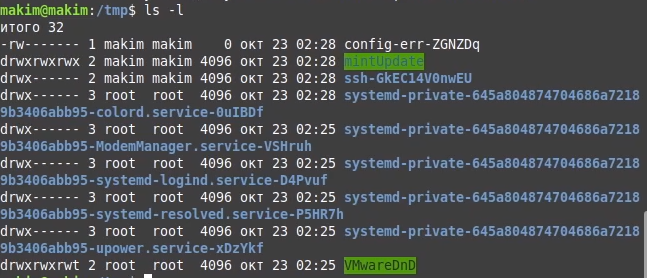 makim@makim:/tmp$ ls -l
итого 32
-rw------- 1 makim makim    0 окт 23 02:28 config-err-ZGNZDq
drwxrwxrwx 2 makim makim 4096 окт 23 02:28 mintUpdate
drwx------ 2 makim makim 4096 окт 23 02:28 ssh-GkEC14V0nwEU
drwx------ 3 root  root  4096 окт 23 02:28 systemd-private-645a804874704686a7218
9b3406abb95-colord.service-0uIBDf
drwx------ 3 root  root  4096 окт 23 02:25 systemd-private-645a804874704686a7218
9b3406abb95-ModemManager.service-VSHruh
drwx------ 3 root  root  4096 окт 23 02:25 systemd-private-645a804874704686a7218
9b3406abb95-systemd-logind.service-D4Pvuf
drwx------ 3 root  root  4096 окт 23 02:25 systemd-private-645a804874704686a7218
9b3406abb95-systemd-resolved.service-P5HR7h
drwx------ 3 root  root  4096 окт 23 02:25 systemd-private-645a804874704686a7218
9b3406abb95-upower.service-xDzYkf
drwxrwxrwt 2 root  root  4096 окт 23 02:25 VMwareDnD